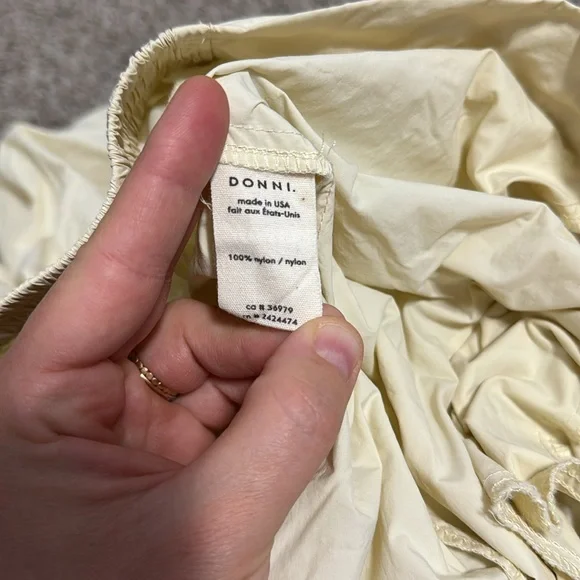 DONNI.
made in USA
fait aux États-Unis
100% nylon / nylon
ca # 36979
# 2424474